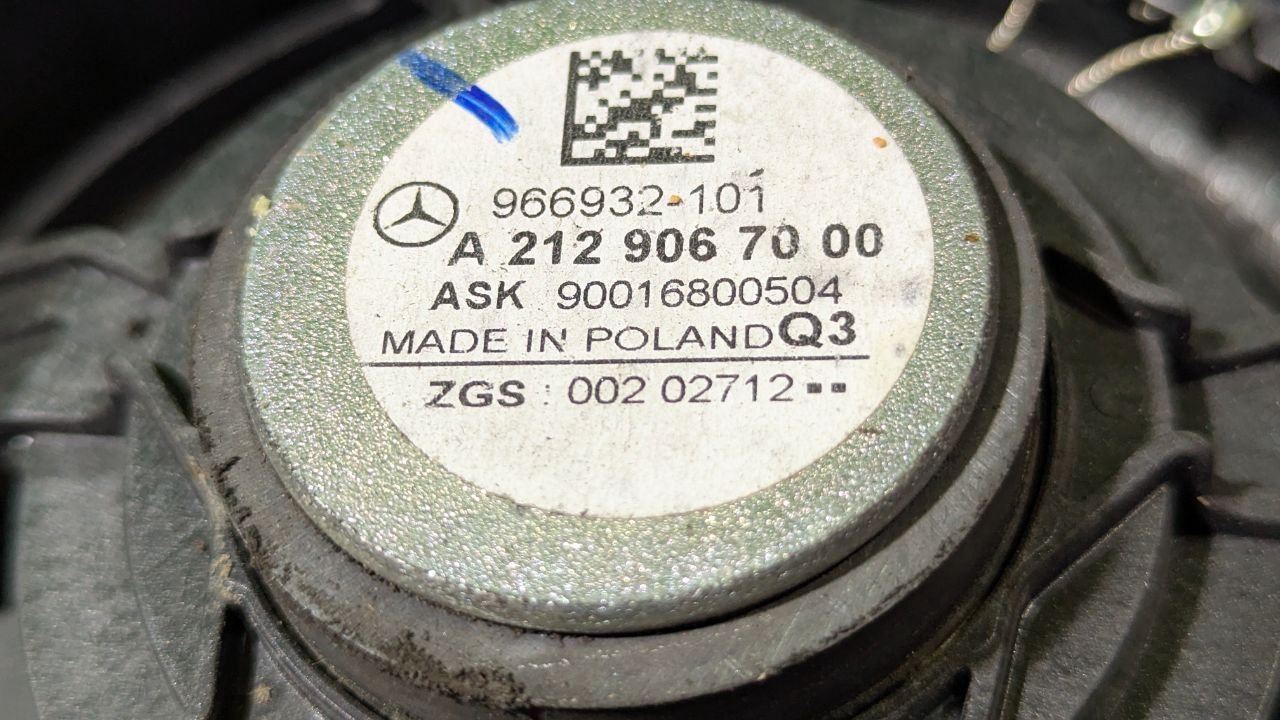 966932-101
A 212 906 70 00
ASK 90016800504
MADE IN POLAND Q3
ZGS : 002 02712 ▪▪